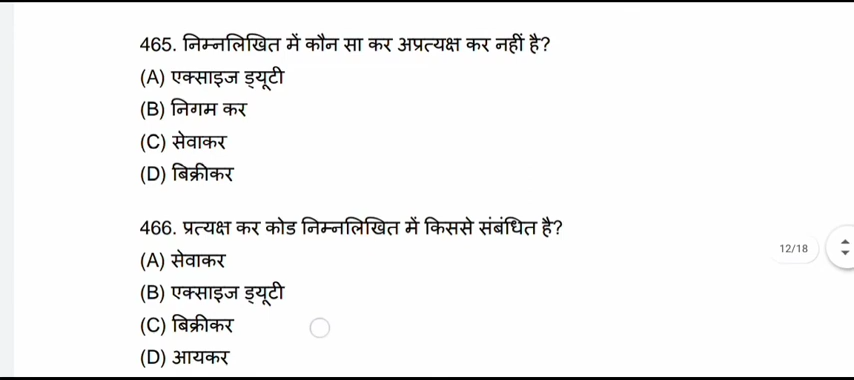 465. निम्नलिखित में कौन सा कर अप्रत्यक्ष कर नहीं है?
(A) एक्साइज ड्यूटी
(B) निगम कर
(C) सेवाकर
(D) बिक्रीकर
466. प्रत्यक्ष कर कोड निम्नलिखित में किससे संबंधित है?
12/18
(A) सेवाकर
(B) एक्साइज ड्यूटी
(C) बिक्रीकर
(D) आयकर